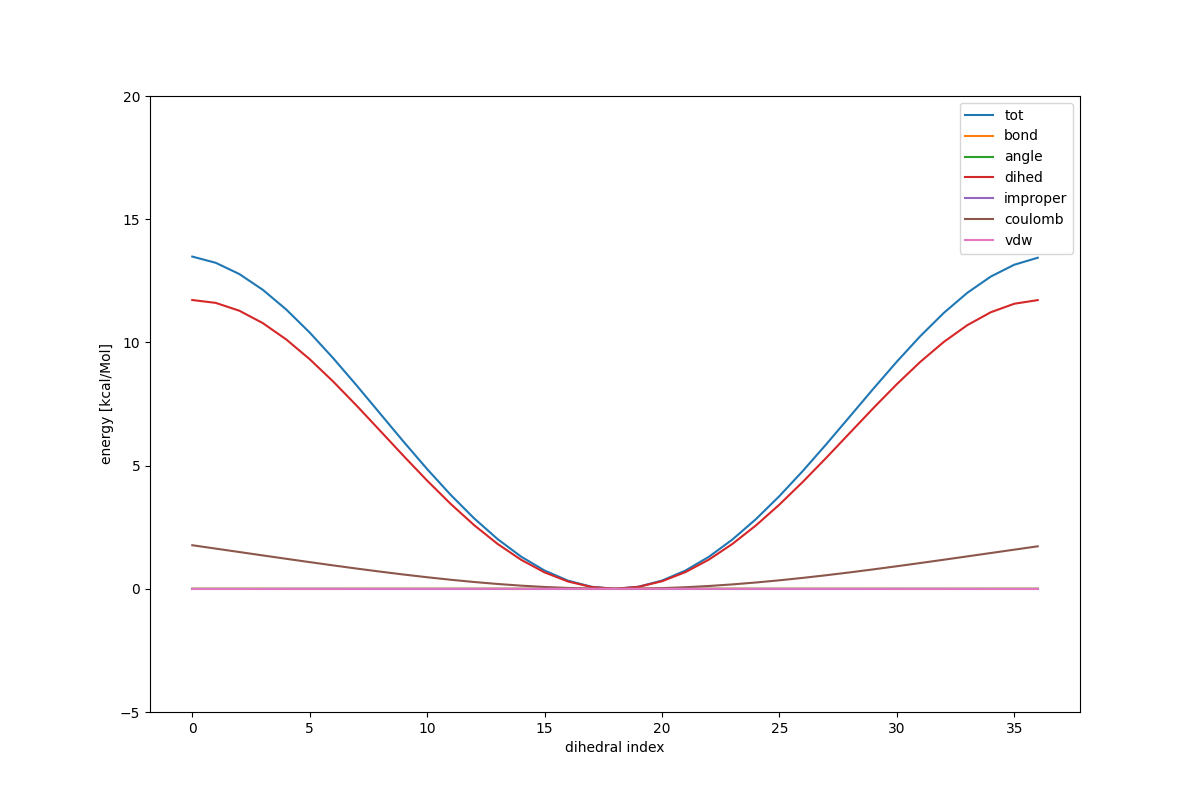 20
15
10
5
0
−5
energy [kcal/Mol]
tot
bond
angle
dihed
improper
coulomb
vdw
0 5 10 15 20 25 30 35
dihedral index